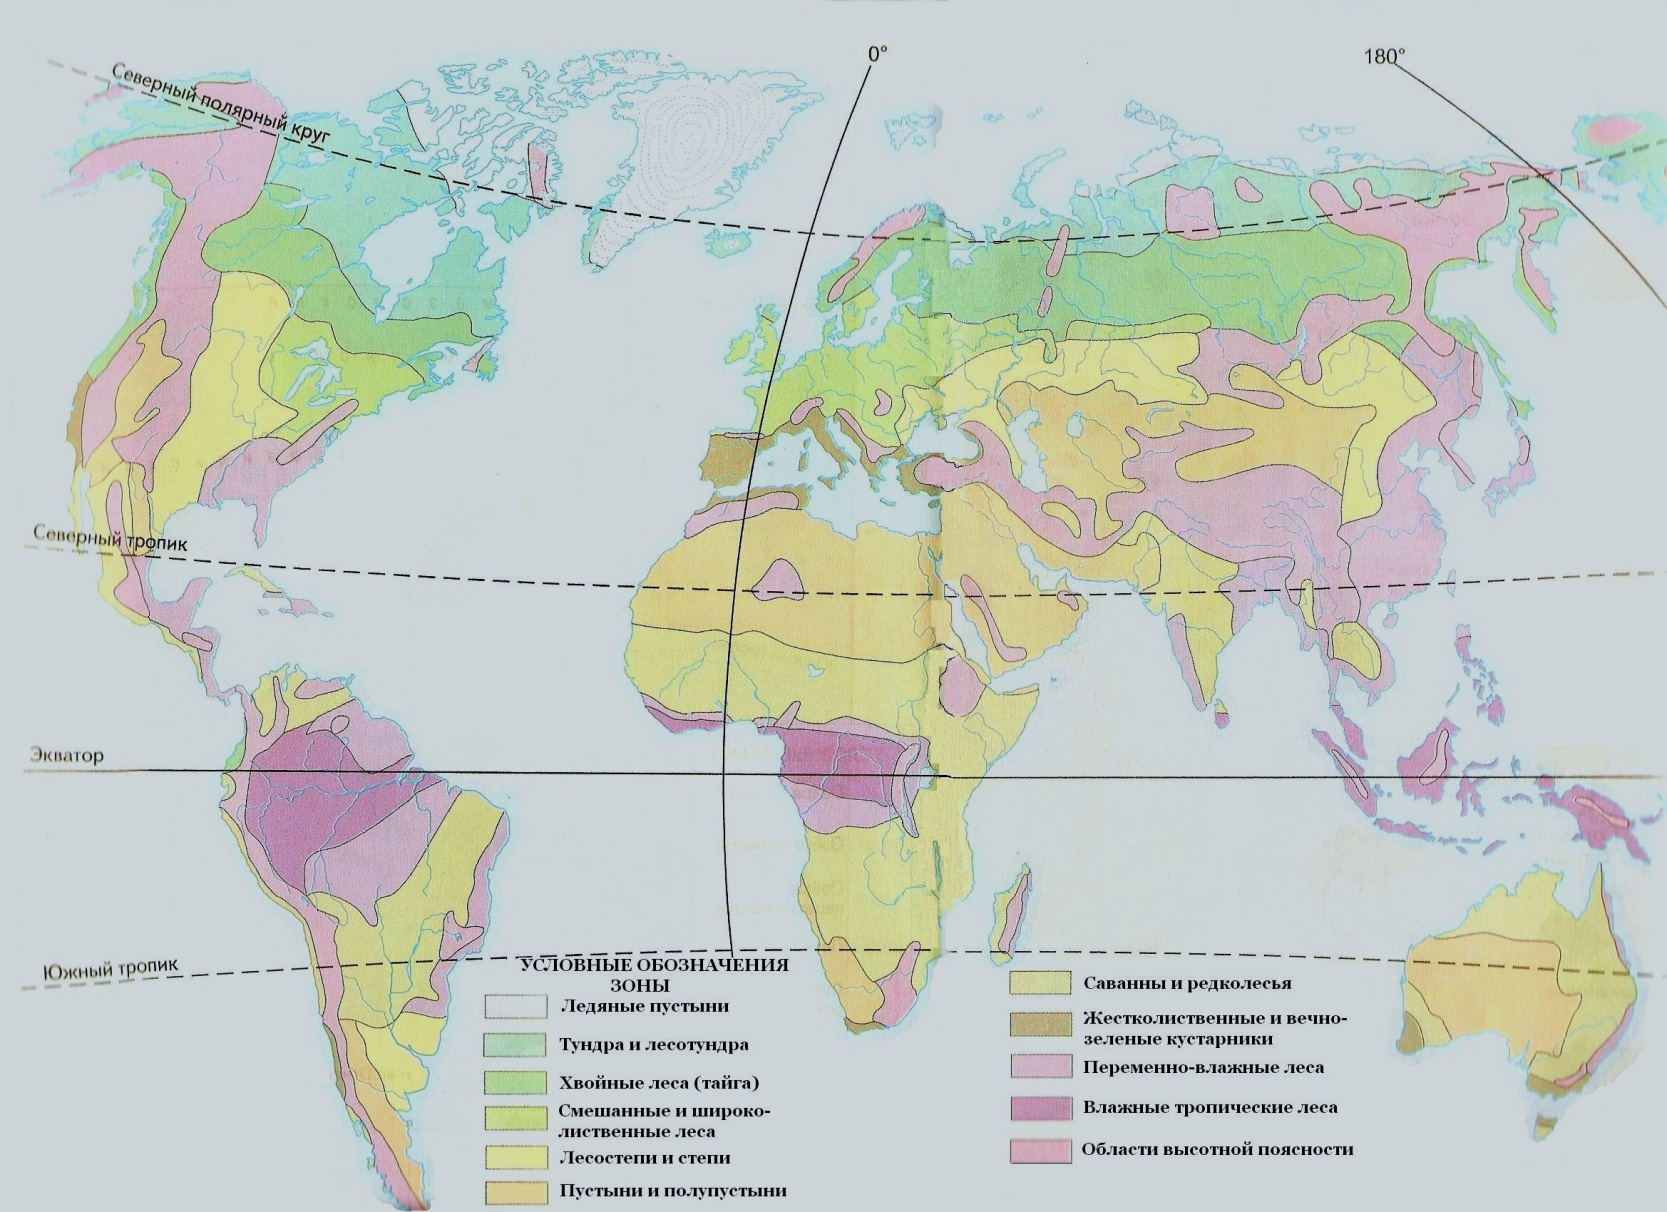 0°
180°
Северный полярный круг
Северный тропик
Экватор
Южный тропик
УСЛОВНЫЕ ОБОЗНАЧЕНИЯ
ЗОНЫ
Ледяные пустыни
Тундра и лесотундра
Хвойные леса (тайга)
Смешанные и широко-
лиственные леса
Лесостепи и степи
Пустыни и полупустыни
Саванны и редколесья
Жестколиственные и вечно-
зеленые кустарники
Переменно-влажные леса
Влажные тропические леса
Области высотной поясности